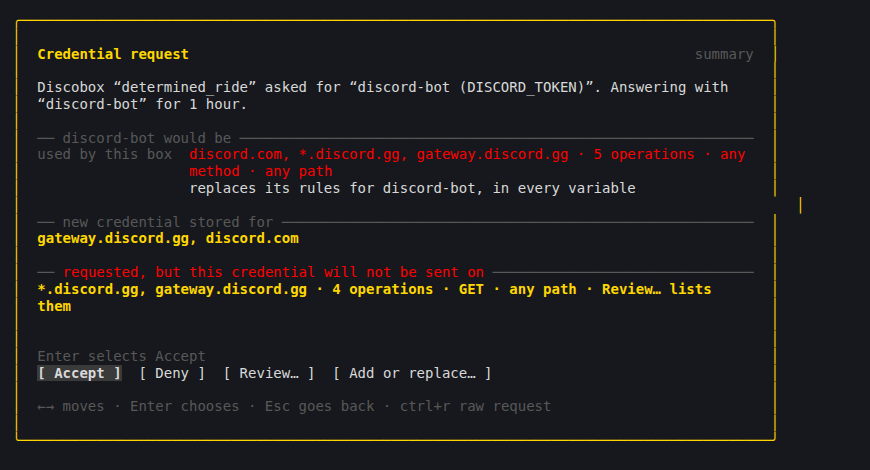 Credential request summary
Discobox “determined_ride” asked for “discord-bot (DISCORD_TOKEN)”. Answering with
“discord-bot” for 1 hour.
discord-bot would be
used by this box discord.com, *.discord.gg, gateway.discord.gg · 5 operations · any
method · any path
replaces its rules for discord-bot, in every variable
new credential stored for
gateway.discord.gg, discord.com
requested, but this credential will not be sent on
*.discord.gg, gateway.discord.gg · 4 operations · GET · any path · Review… lists
them
Enter selects Accept
[ Accept ] [ Deny ] [ Review… ] [ Add or replace… ]
←→ moves · Enter chooses · Esc goes back · ctrl+r raw request